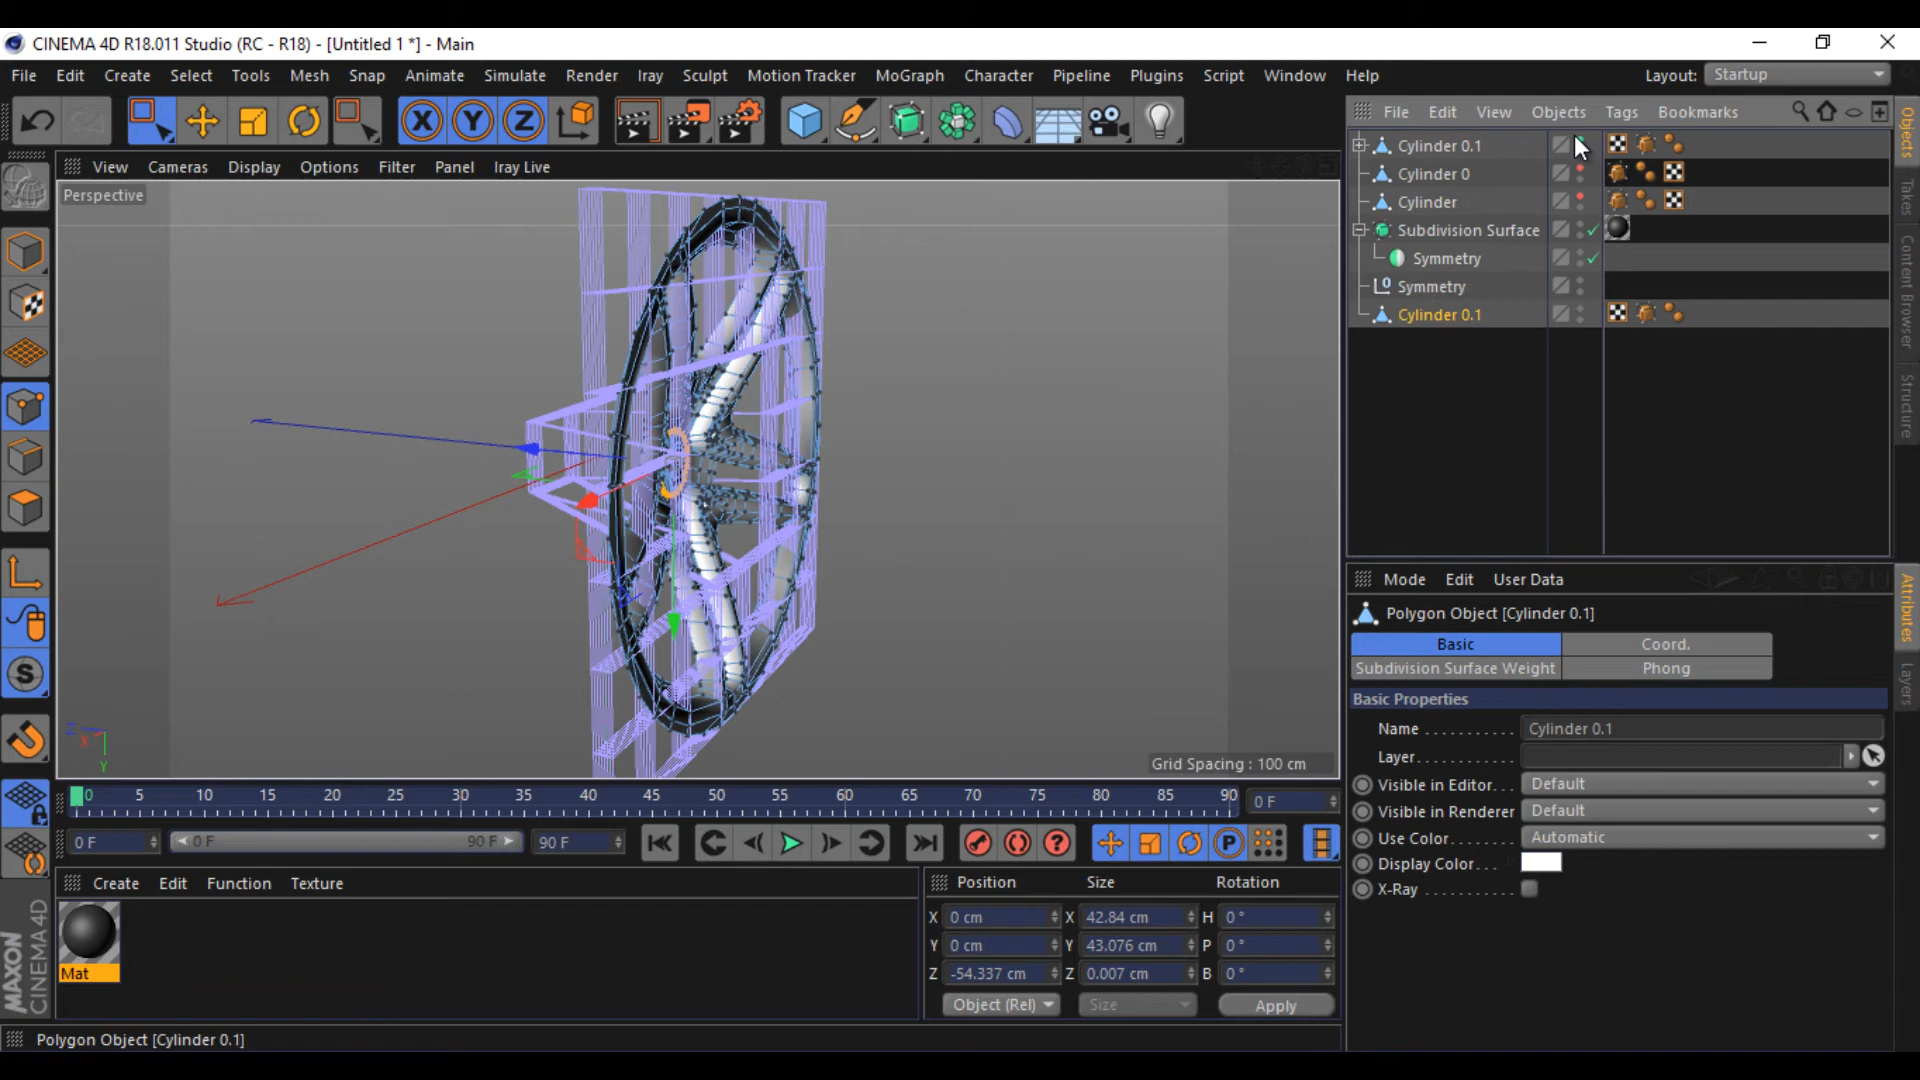 CINEMA 4D R18.011 Studio (RC - R18) - [Untitled 1 *] - Main
File Edit Create Select Tools Mesh Snap Animate Simulate Render Iray Sculpt Motion Tracker MoGraph Character Pipeline Plugins Script Window Help Layout: Startup
X Y Z
File Edit View Objects Tags Bookmarks
View Cameras Display Options Filter Panel Iray Live
Perspective
Cylinder 0.1
Cylinder 0
Cylinder
Subdivision Surface
Symmetry
Symmetry
Cylinder 0.1
Objects
Takes
Content Browser
Structure
Mode Edit User Data
Polygon Object [Cylinder 0.1]
Basic Coord.
Subdivision Surface Weight Phong
Basic Properties
Name Cylinder 0.1
Layer
Visible in Editor Default
Visible in Renderer Default
Use Color Automatic
Display Color
X-Ray
Attributes
Layers
Z X Y
Grid Spacing : 100 cm
0 5 10 15 20 25 30 35 40 45 50 55 60 65 70 75 80 85 90 0 F
0 F 0 F 90 F 90 F
Create Edit Function Texture
Mat
Position Size Rotation
X 0 cm X 42.84 cm H 0 °
Y 0 cm Y 43.076 cm P 0 °
Z -54.337 cm Z 0.007 cm B 0 °
Object (Rel) Size Apply
MAXON
CINEMA 4D
Polygon Object [Cylinder 0.1]